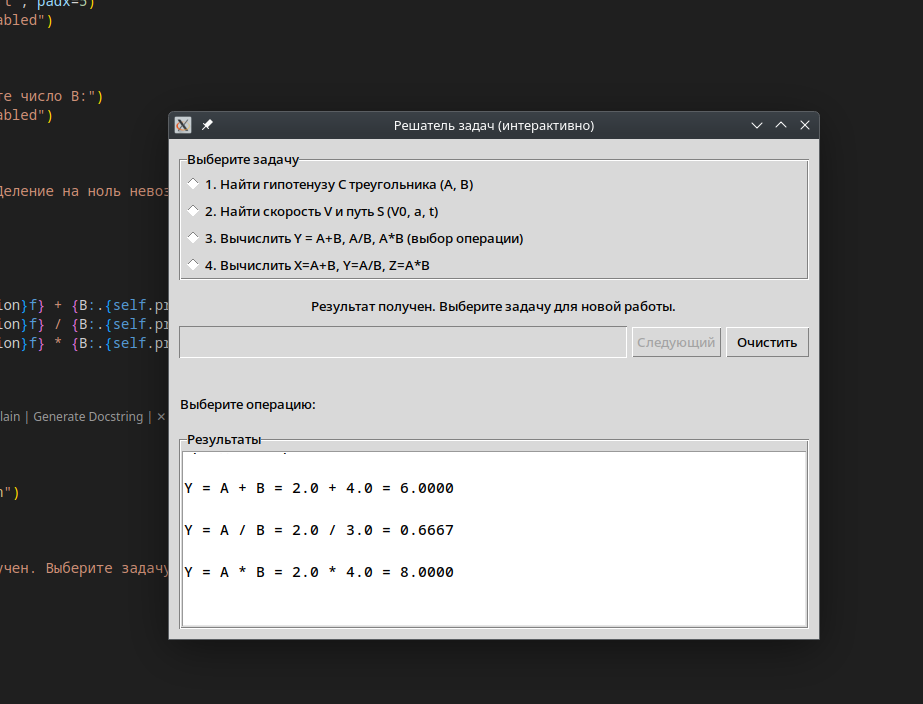 t", padx=5)
abled")
те число B:")
abled")
Решатель задач (интерактивно)
Выберите задачу
Деление на ноль невоз
1. Найти гипотенузу C треугольника (A, B)
2. Найти скорость V и путь S (V0, a, t)
3. Вычислить Y = A+B, A/B, A*B (выбор операции)
4. Вычислить X=A+B, Y=A/B, Z=A*B
ion}f} + {B:.{self.pr
ion}f} / {B:.{self.pr
ion}f} * {B:.{self.pr
Результат получен. Выберите задачу для новой работы.
Следующий
Очистить
Выберите операцию:
lain | Generate Docstring | ×
Результаты
Y = A + B = 2.0 + 4.0 = 6.0000
n")
Y = A / B = 2.0 / 3.0 = 0.6667
учен. Выберите задачу
Y = A * B = 2.0 * 4.0 = 8.0000